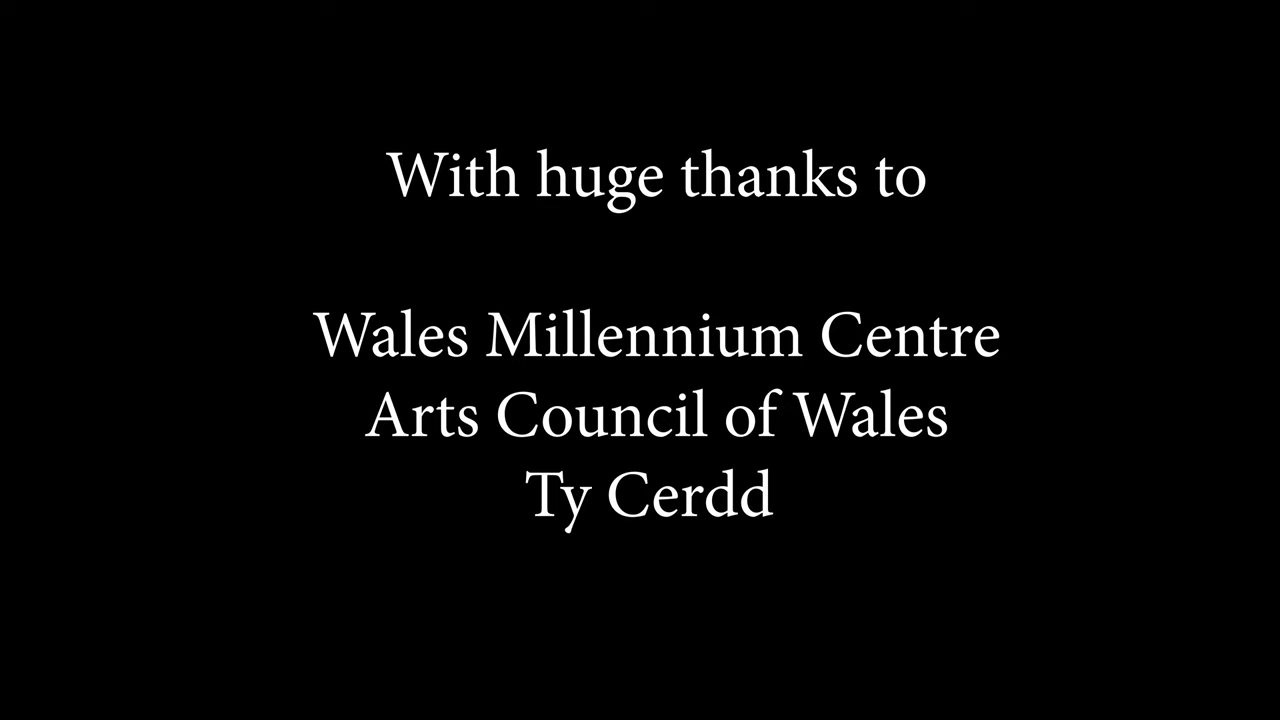 With huge thanks to
Wales Millennium Centre
Arts Council of Wales
Ty Cerdd